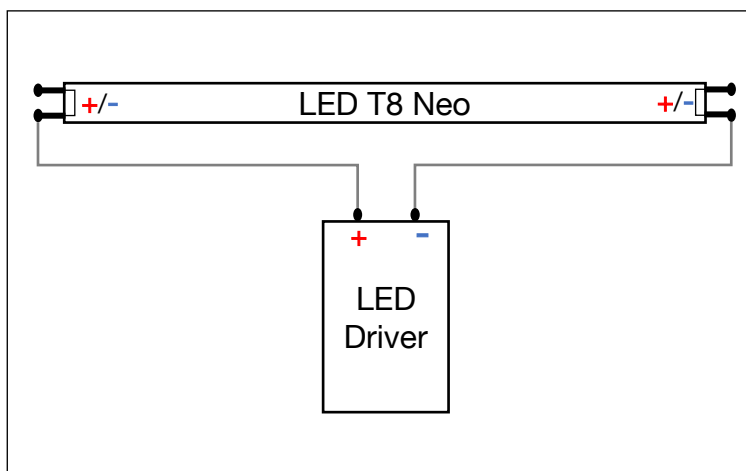 +/-
LED T8 Neo
+/-
+ -
LED
Driver